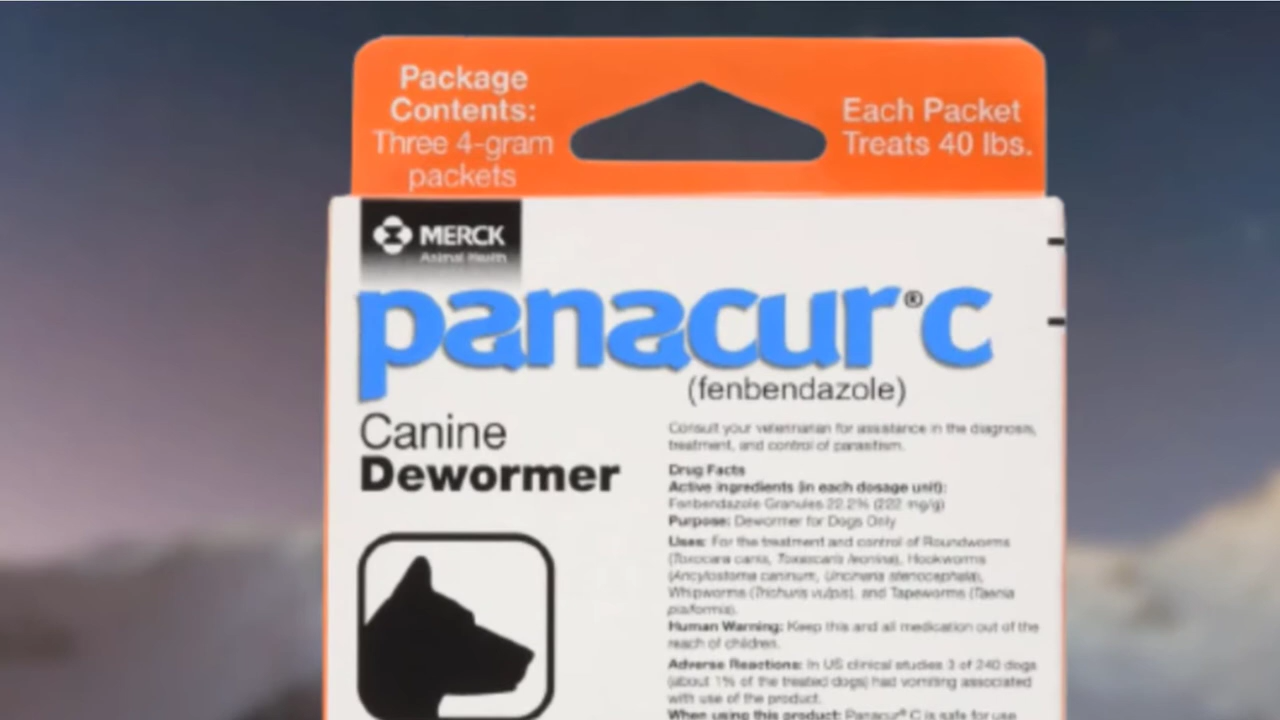 Package
Contents:
Three 4-gram
packets
Each Packet
Treats 40 lbs.
MERCK
Animal Health
panacur® c
(fenbendazole)
Canine
Dewormer
Consult your veterinarian for assistance in the diagnosis,
treatment, and control of parasitism.
Drug Facts
Active ingredients (in each dosage unit):
Fenbendazole Granules 22.2% (222 mg/g)
Purpose: Dewormer for Dogs Only
Uses: For the treatment and control of Roundworms
(Toxocara canis, Toxascaris leonina), Hookworms
(Ancylostoma caninum, Uncinaria stenocephala),
Whipworms (Trichuris vulpis), and Tapeworms (Taenia
pisiformis).
Human Warning: Keep this and all medication out of the
reach of children.
Adverse Reactions: In US clinical studies 3 of 240 dogs
(about 1% of the treated dogs) had vomiting associated
with use of the product.
When using this product: Panacur® C is safe for use